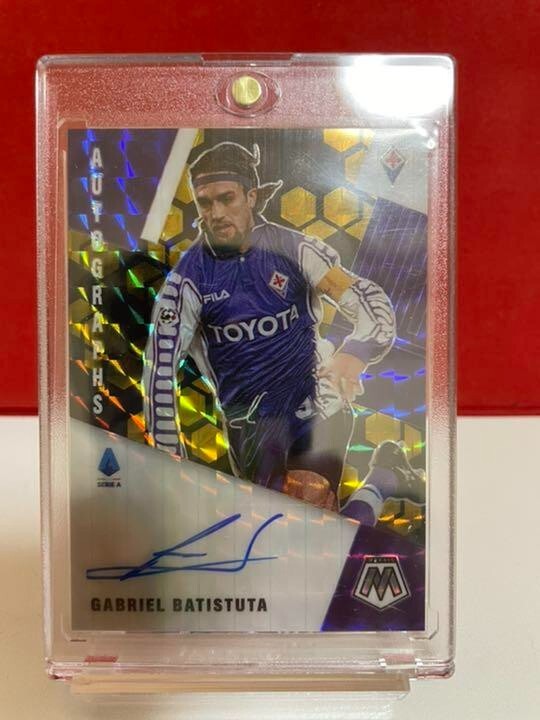 AUTOGRAPHS
FILA
TOYOTA
SERIE A
GABRIEL BATISTUTA